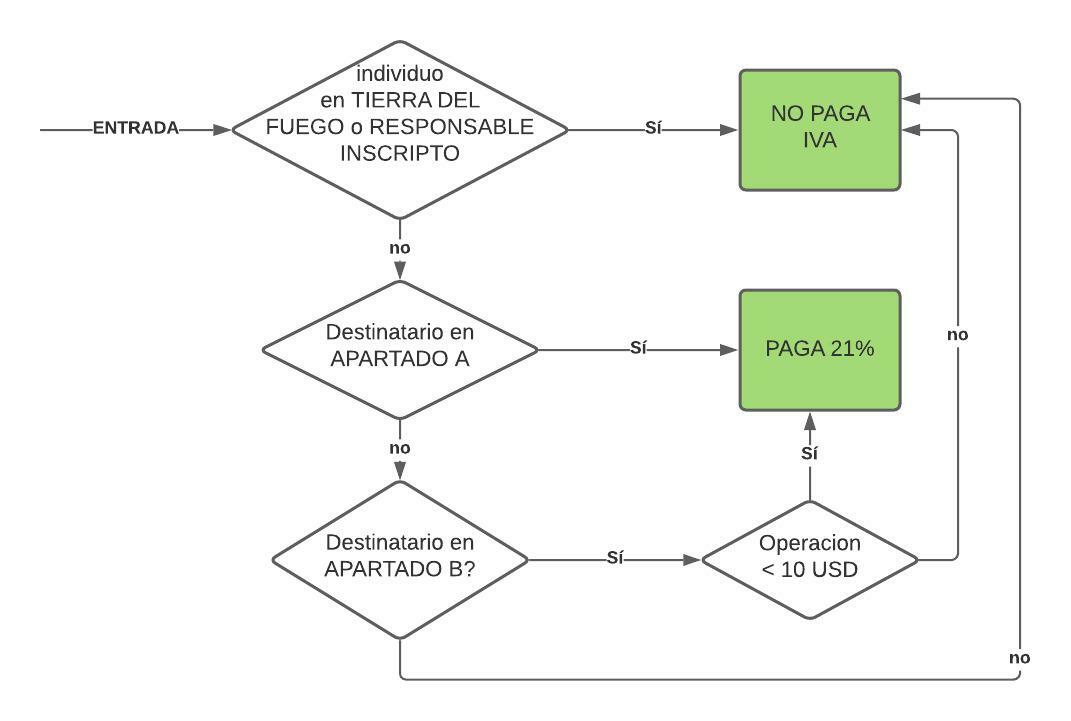 individuo
en TIERRA DEL
FUEGO o RESPONSABLE
INSCRIPTO
ENTRADA
Sí
NO PAGA
IVA
no
Destinatario en
APARTADO A
Sí
PAGA 21%
no
no
Sí
Destinatario en
APARTADO B?
Sí
Operacion
< 10 USD
no